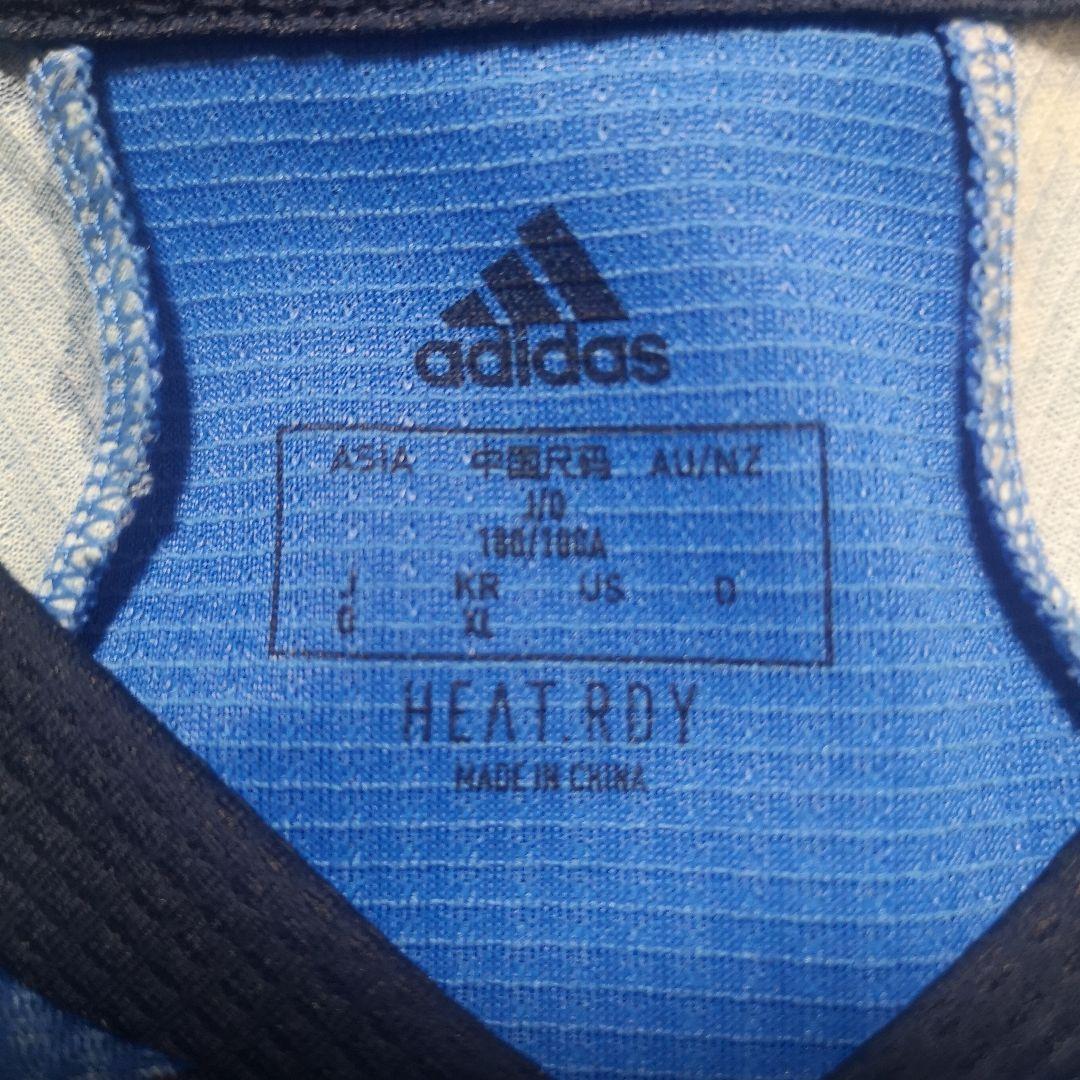 adidas
ASIA 中国尺码 AU/NZ
J/O
180/100A
J KR US O
O XL
HEAT.RDY
MADE IN CHINA